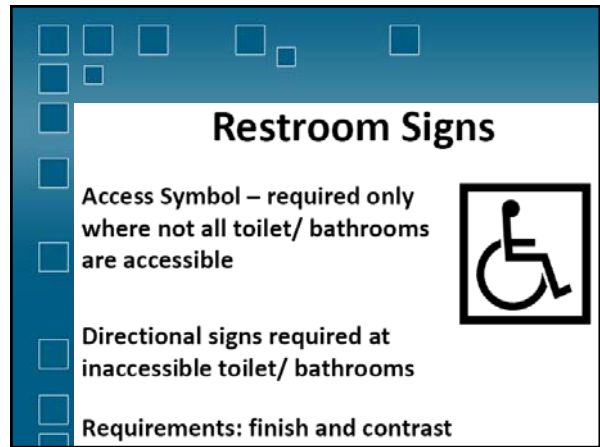 Restroom Signs
Access Symbol – required only
where not all toilet/ bathrooms
are accessible
Directional signs required at
inaccessible toilet/ bathrooms
Requirements: finish and contrast